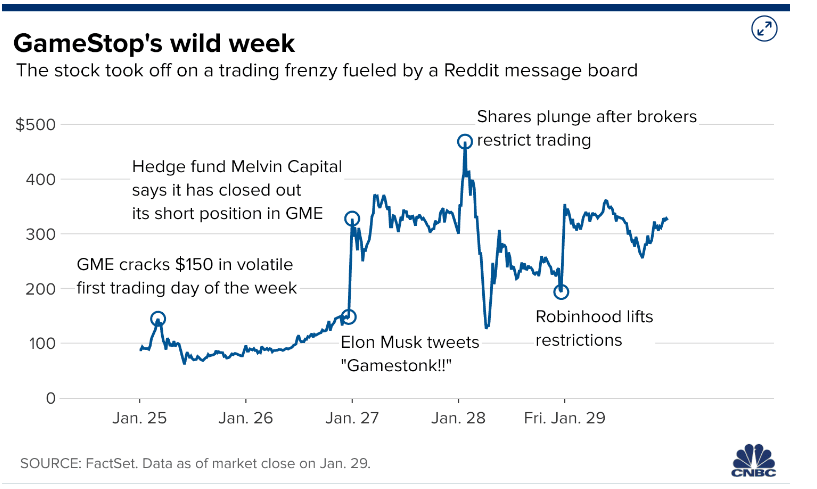 GameStop's wild week
The stock took off on a trading frenzy fueled by a Reddit message board
$500
400
300
200
100
0
Shares plunge after brokers
restrict trading
Hedge fund Melvin Capital
says it has closed out
its short position in GME
GME cracks $150 in volatile
first trading day of the week
Elon Musk tweets
"Gamestonk!!"
Robinhood lifts
restrictions
Jan. 25
Jan. 26
Jan. 27
Jan. 28
Fri. Jan. 29
SOURCE: FactSet. Data as of market close on Jan. 29.
CNBC